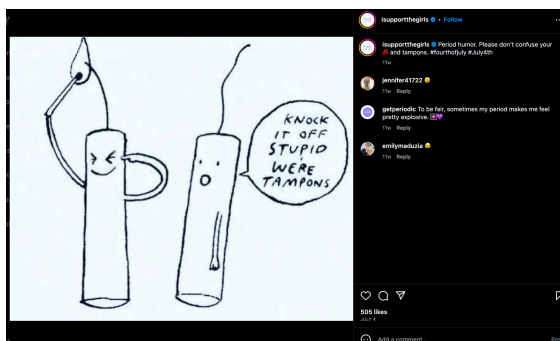 KNOCK
IT OFF
STUPID
WE'RE
TAMPONS
isupportthegirls • Follow
isupportthegirls Period humor. Please don't confuse your
🧨 and tampons. #fourthofjuly #July4th
11w
jennifer41722 😂
11w Reply
getperiodic To be fair, sometimes my period makes me feel
pretty explosive. 🎆💜
11w Reply
emilymaduzia 😂
11w Reply
505 likes
JULY 4
Add a comment...